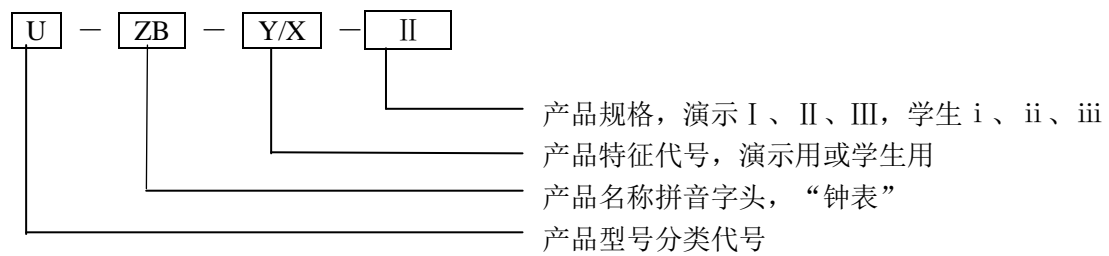 U － ZB － Y/X － Ⅱ
产品规格，演示Ⅰ、Ⅱ、Ⅲ，学生ⅰ、ⅱ、ⅲ
产品特征代号，演示用或学生用
产品名称拼音字头，“钟表”
产品型号分类代号